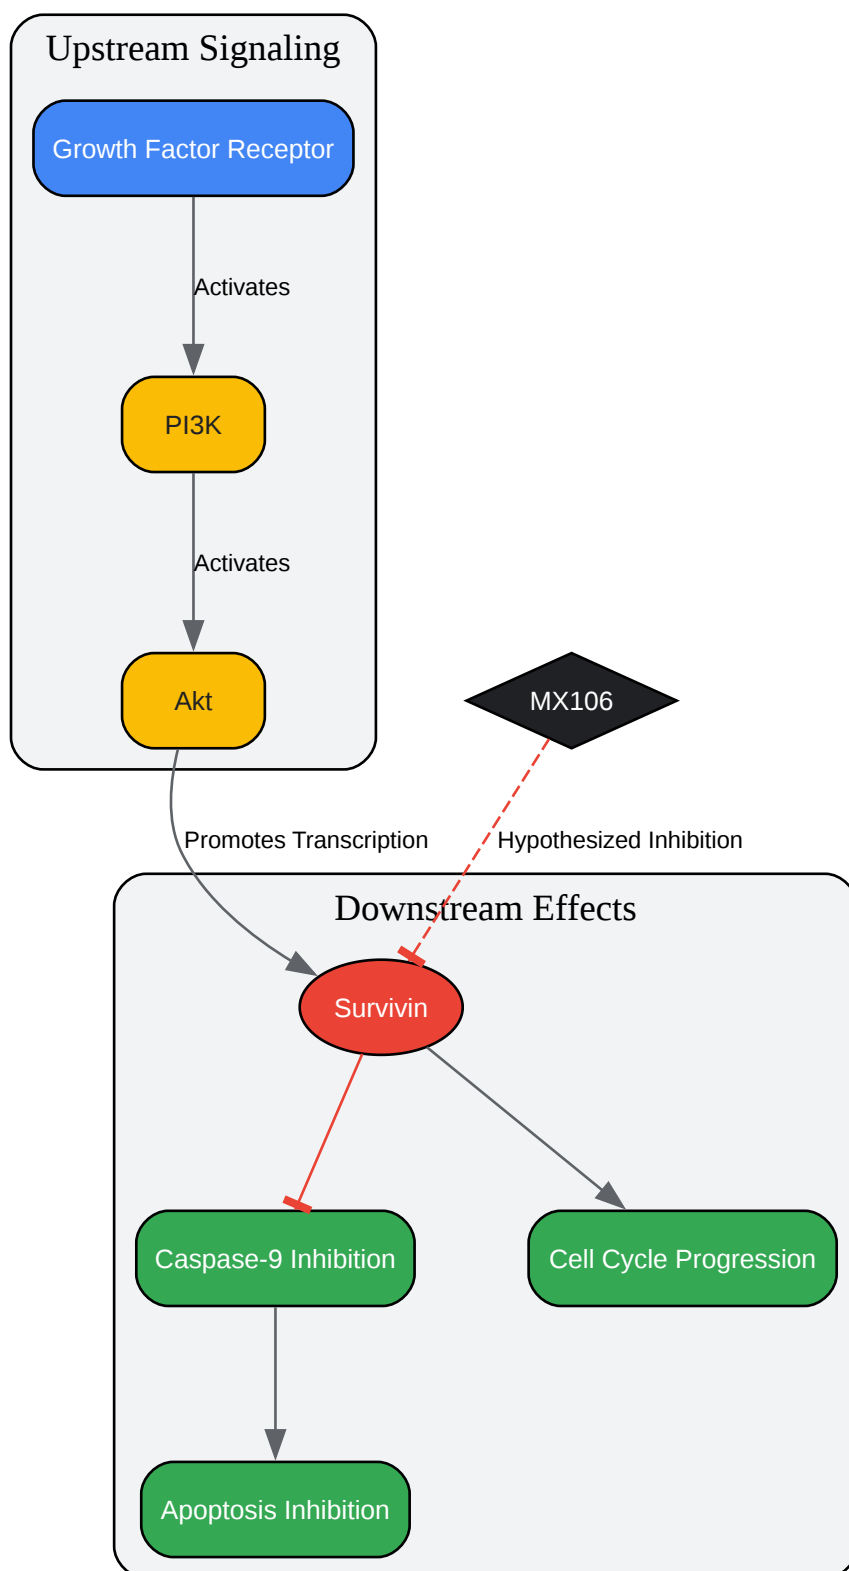 Upstream Signaling
Growth Factor Receptor
Activates
PI3K
Activates
Akt
MX106
Promotes Transcription
Hypothesized Inhibition
Downstream Effects
Survivin
Caspase-9 Inhibition
Cell Cycle Progression
Apoptosis Inhibition